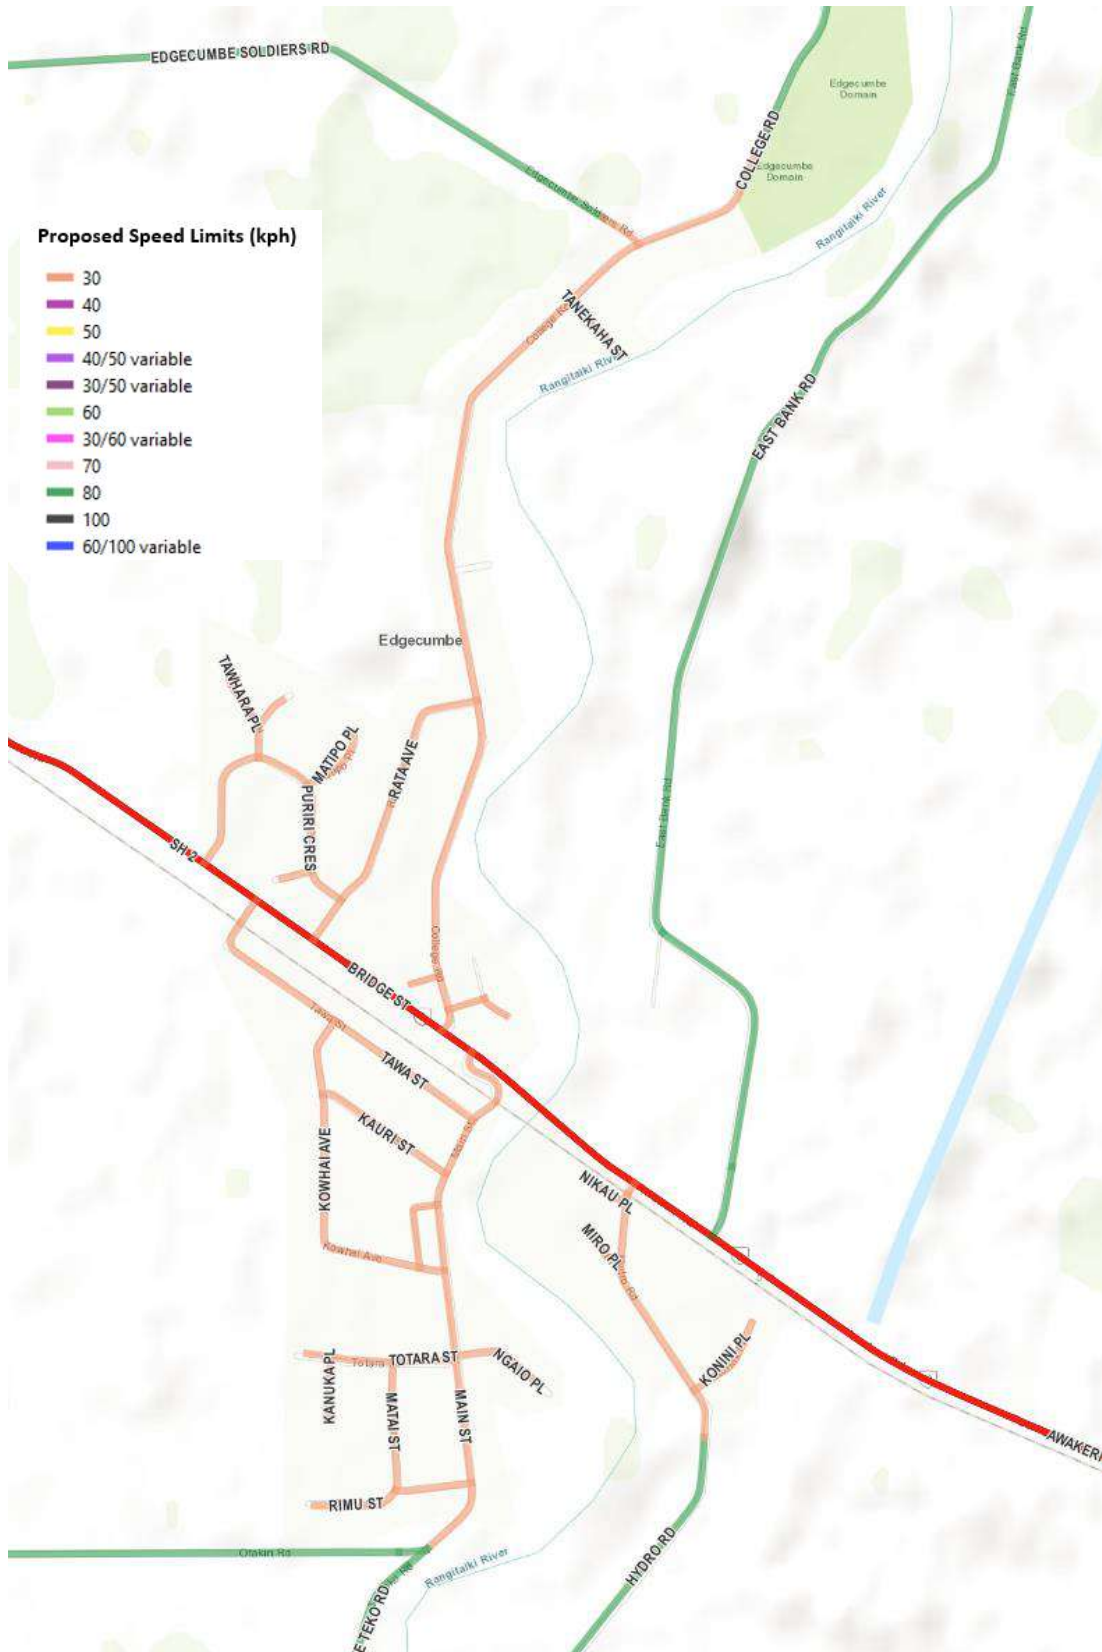 EDGECUMBE SOLDIERS RD
Edgecumbe Soldiers Rd
COLLEGE RD
Edgecumbe
Domain
Edgecumbe
Domain
East Bank Rd
Rangitaiki River
Proposed Speed Limits (kph)
30
40
50
40/50 variable
30/50 variable
60
30/60 variable
70
80
100
60/100 variable
TANEKAHA ST
College Rd
Rangitaiki River
EAST BANK RD
Edgecumbe
TAWHARA PL
MATIPO PL
RATA AVE
PURIRI CRES
East Bank Rd
SH 2
College Rd
BRIDGE ST
Tawa St
TAWA ST
KAURI ST
Main St
KOWHAI AVE
Kowhai Ave
NIKAU PL
MIRO PL
KONINI PL
Totara
TOTARA ST
NGAIO PL
KANUKA PL
MATAI ST
MAIN ST
AWAKERI
RIMU ST
Otakiri Rd
Rangitaiki River
HYDRO RD
E TEKO RD